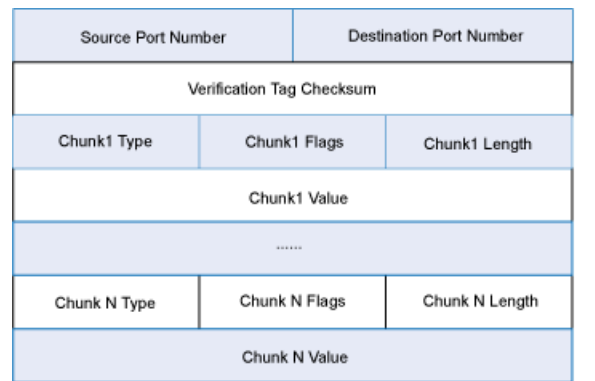 Source Port Number Destination Port Number
Verification Tag Checksum
Chunk1 Type Chunk1 Flags Chunk1 Length
Chunk1 Value
......
Chunk N Type Chunk N Flags Chunk N Length
Chunk N Value